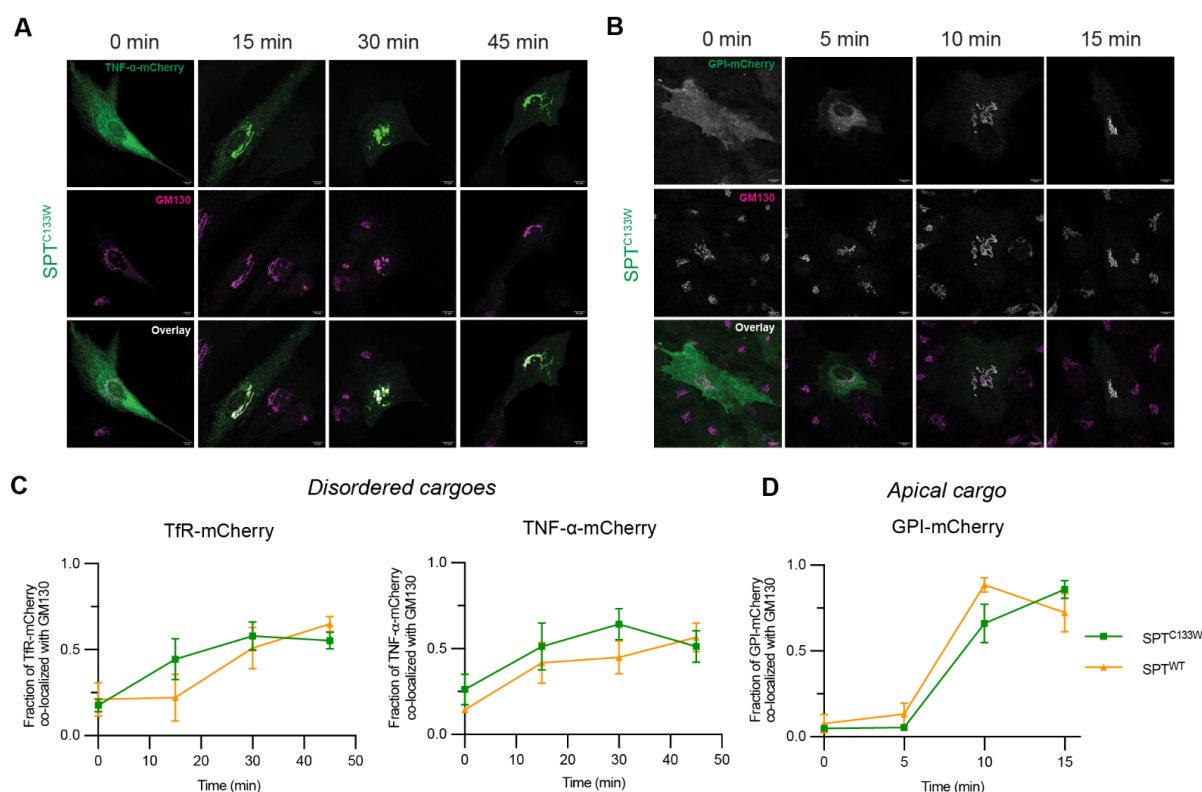 A
0 min
15 min
30 min
45 min
TNF-α-mCherry
GM130
Overlay
SPT^C133W
B
0 min
5 min
10 min
15 min
GPI-mCherry
GM130
Overlay
SPT^C133W
C
Disordered cargoes
TfR-mCherry
Fraction of TfR-mCherry
co-localized with GM130
1.0
0.5
0.0
0
10
20
30
40
50
Time (min)
TNF-α-mCherry
Fraction of TNF-α-mCherry
co-localized with GM130
1.0
0.5
0.0
0
10
20
30
40
50
Time (min)
D
Apical cargo
GPI-mCherry
Fraction of GPI-mCherry
co-localized with GM130
1.0
0.5
0.0
0
5
10
15
Time (min)
SPT^C133W
SPT^WT